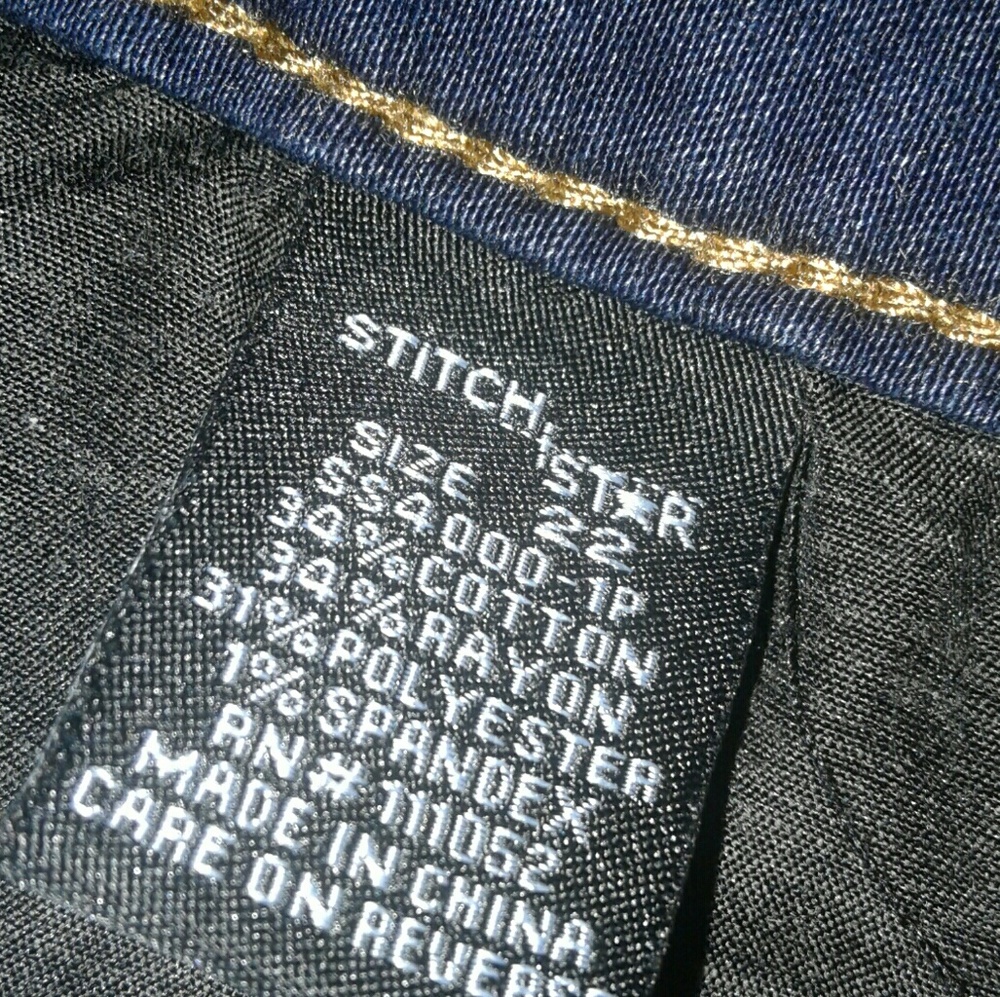 STiTCH STAR
SIZE 22
SS4000-1P
34%COTTON
34%RAYON
31%POLYESTER
1%SPANDEX
RN# 111052
MADE IN CHINA
CARE ON REVERSE